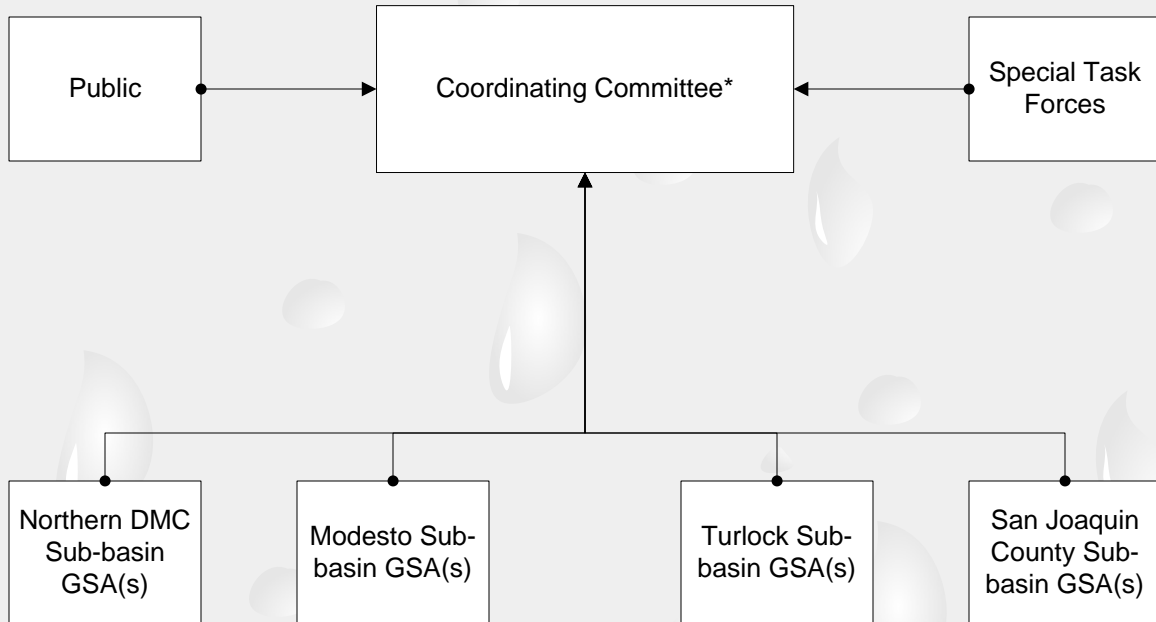 Public
Coordinating Committee*
Special Task
Forces
Northern DMC
Sub-basin
GSA(s)
Modesto Sub-
basin GSA(s)
Turlock Sub-
basin GSA(s)
San Joaquin
County Sub-
basin GSA(s)